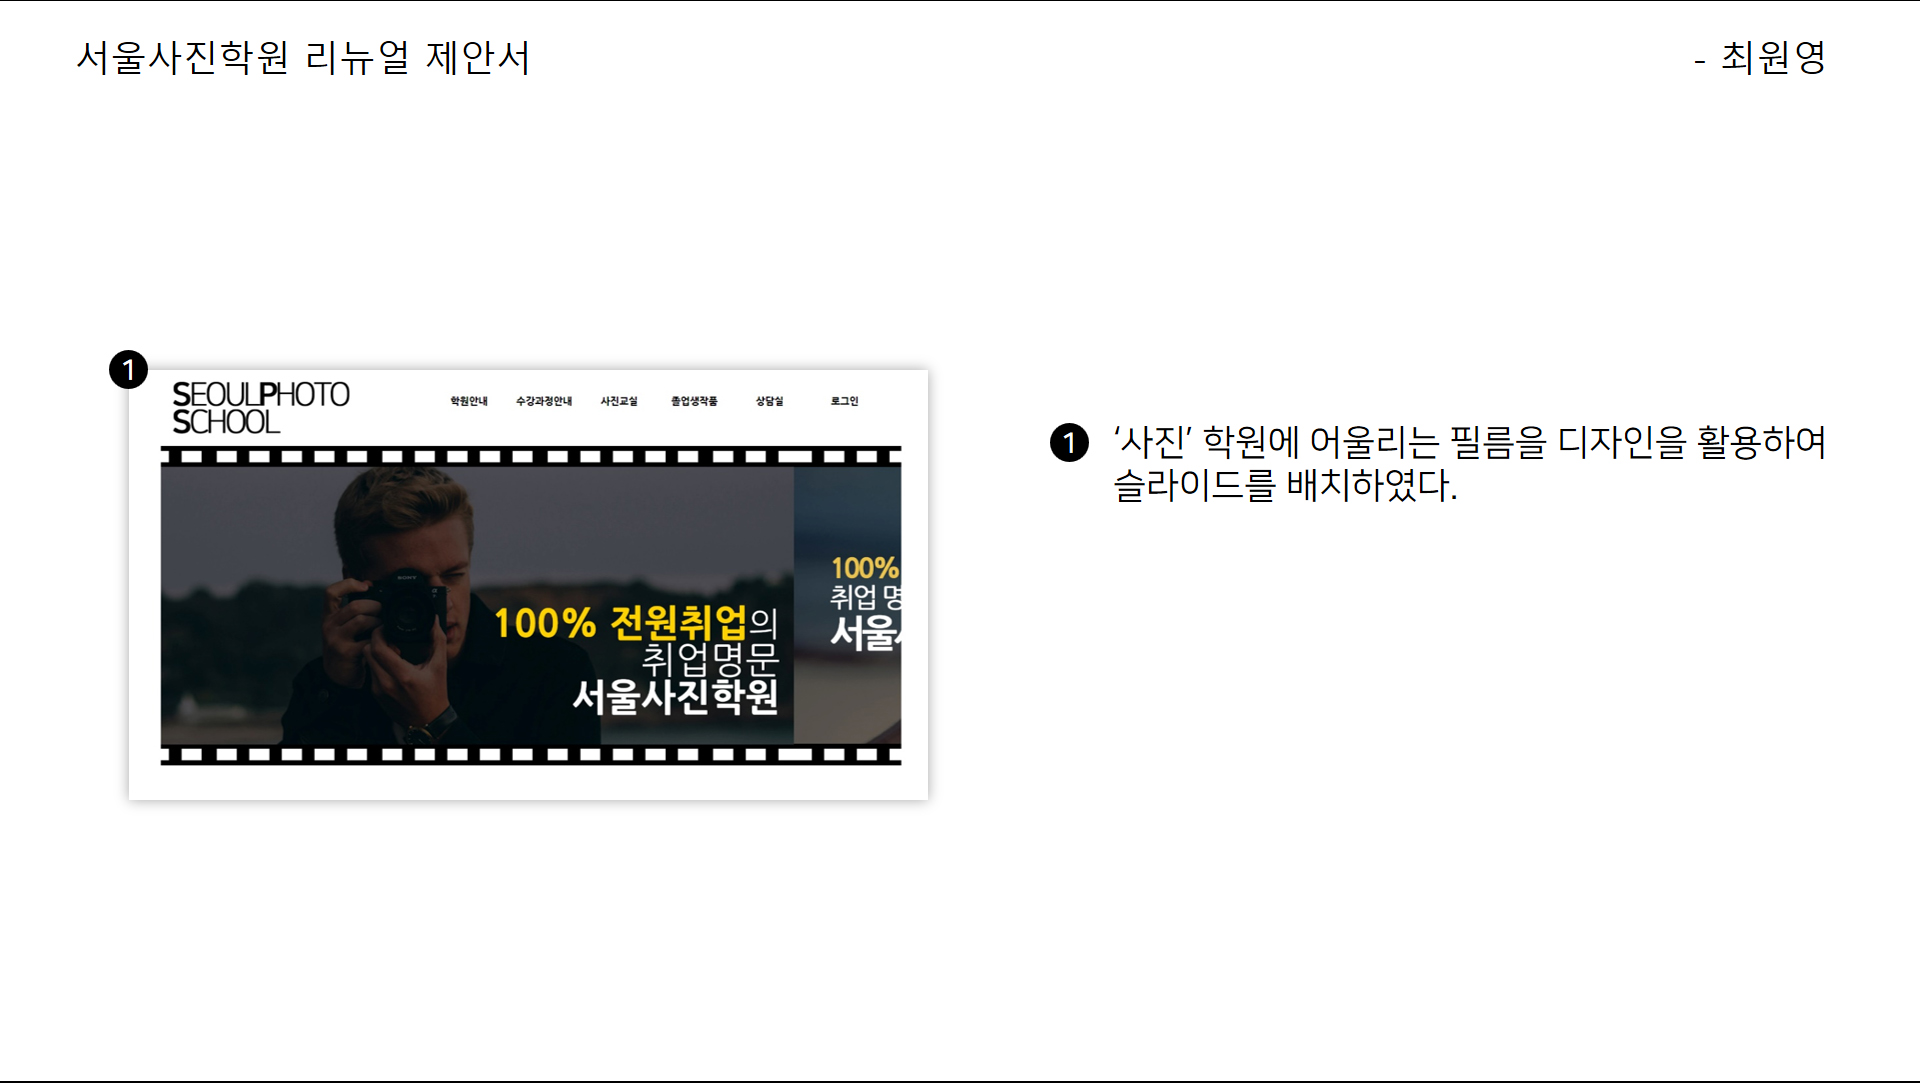 서울사진학원 리뉴얼 제안서
- 최원영
1
SEOULPHOTO
SCHOOL
학원안내 수강과정안내 사진교실 졸업생작품 상담실 로그인
SONY
100% 전원취업의
취업명문
서울사진학원
100%
취업 명
서울
1 ‘사진’ 학원에 어울리는 필름을 디자인을 활용하여
슬라이드를 배치하였다.